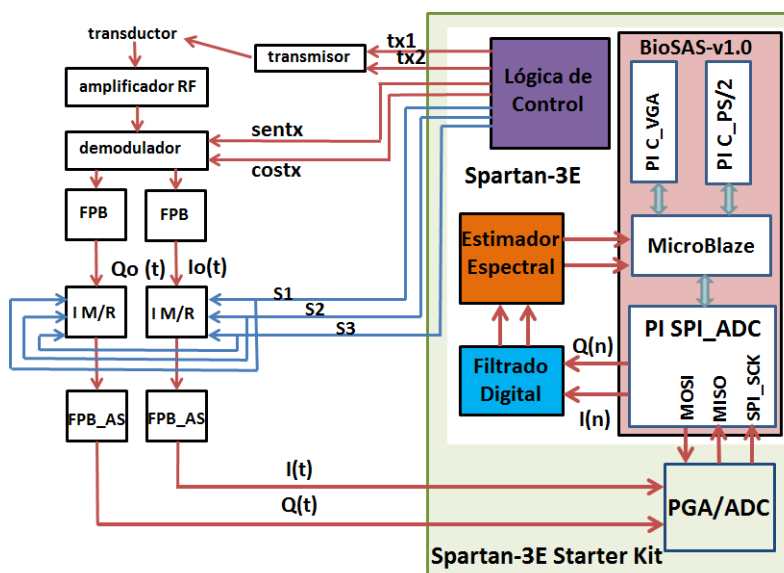 transductor
transmisor
tx1
tx2
amplificador RF
demodulador
sentx
costx
FPB
FPB
Qo (t)
Io(t)
I M/R
I M/R
S1
S2
S3
FPB_AS
FPB_AS
I(t)
Q(t)
Lógica de
Control
Spartan-3E
BioSAS-v1.0
PI C_VGA
PI C_PS/2
MicroBlaze
Estimador
Espectral
Filtrado
Digital
Q(n)
I(n)
PI SPI_ADC
MOSI
MISO
SPI_SCK
PGA/ADC
Spartan-3E Starter Kit